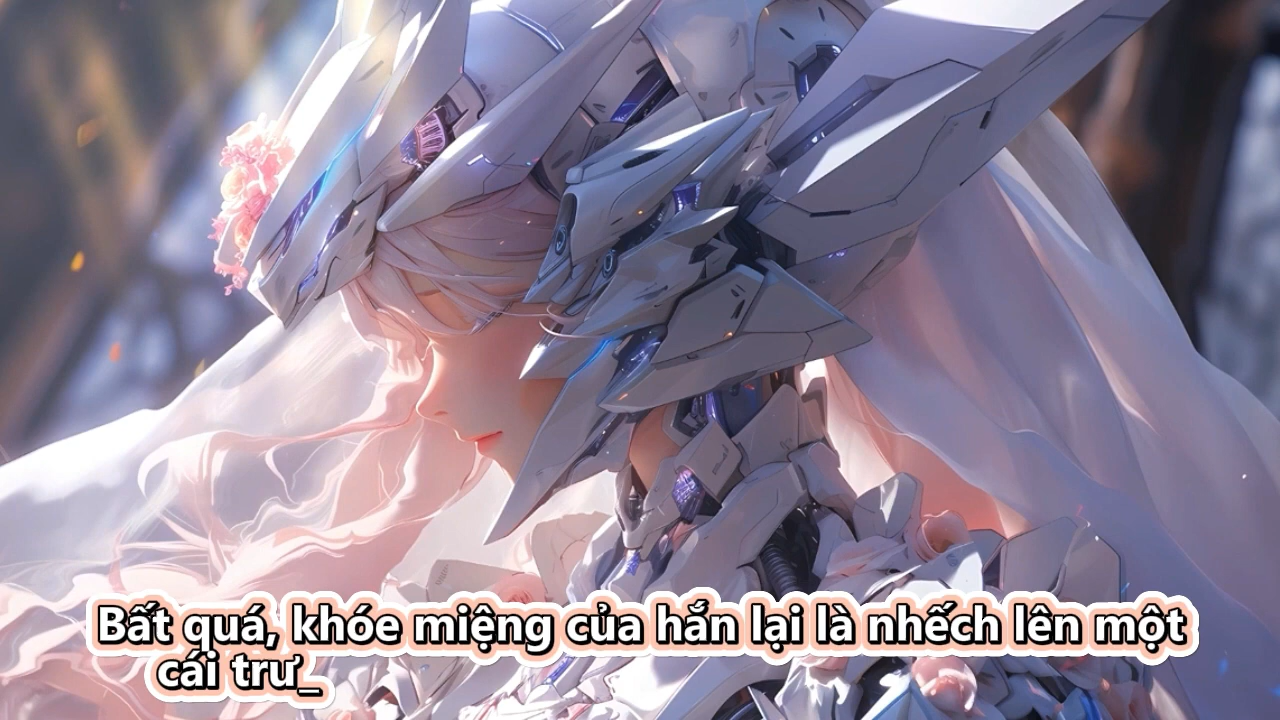 Bất quá, khóe miệng của hắn lại là nhếch lên một
cái trư_